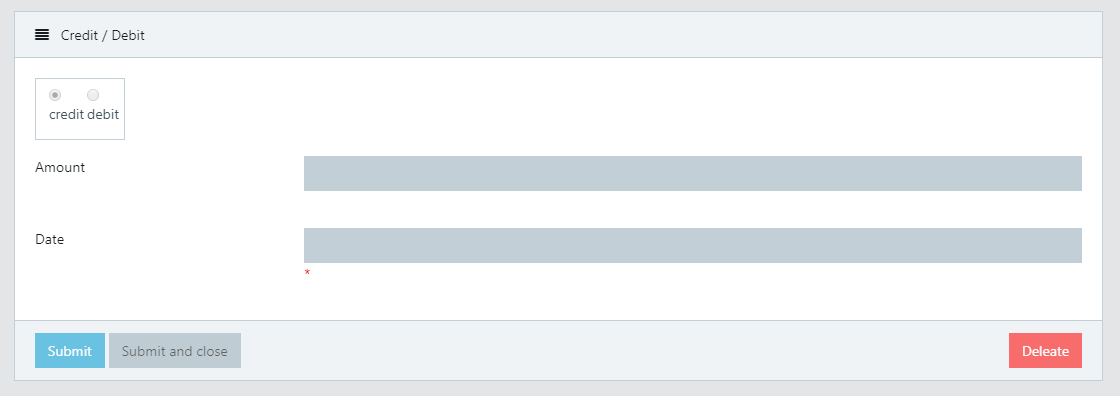 Credit / Debit
credit debit
Amount
Date
*
Submit Submit and close Deleate